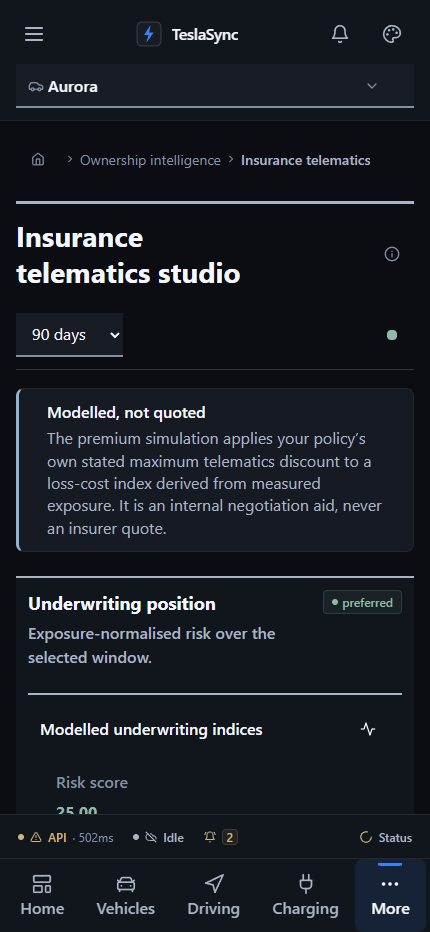 TeslaSync
Aurora
Ownership intelligence
Insurance telematics
Insurance
telematics studio
90 days
Modelled, not quoted
The premium simulation applies your policy's
own stated maximum telematics discount to a
loss-cost index derived from measured
exposure. It is an internal negotiation aid, never
an insurer quote.
Underwriting position
preferred
Exposure-normalised risk over the
selected window.
Modelled underwriting indices
Risk score
25.00
API · 502ms
Idle
2
Status
Home
Vehicles
Driving
Charging
More